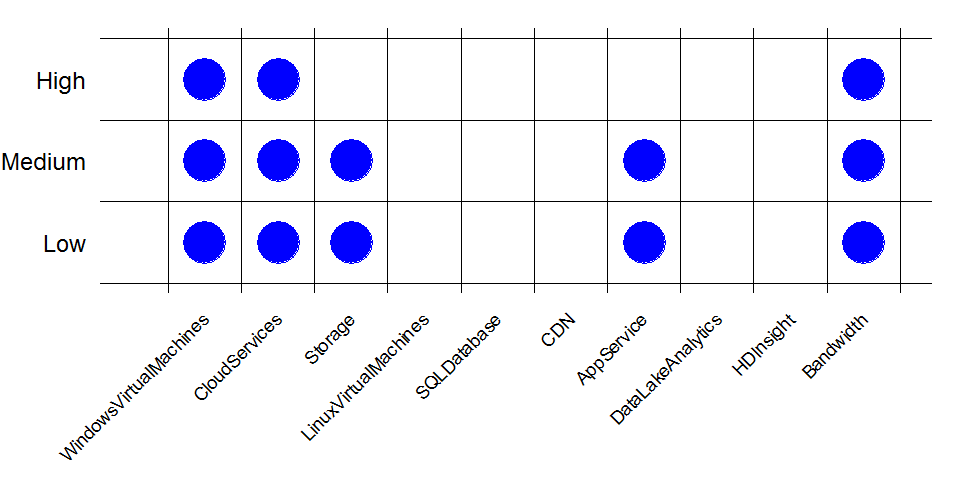 High
Medium
Low
WindowsVirtualMachines
CloudServices
Storage
LinuxVirtualMachines
SQLDatabase
CDN
AppService
DataLakeAnalytics
HDInsight
Bandwidth